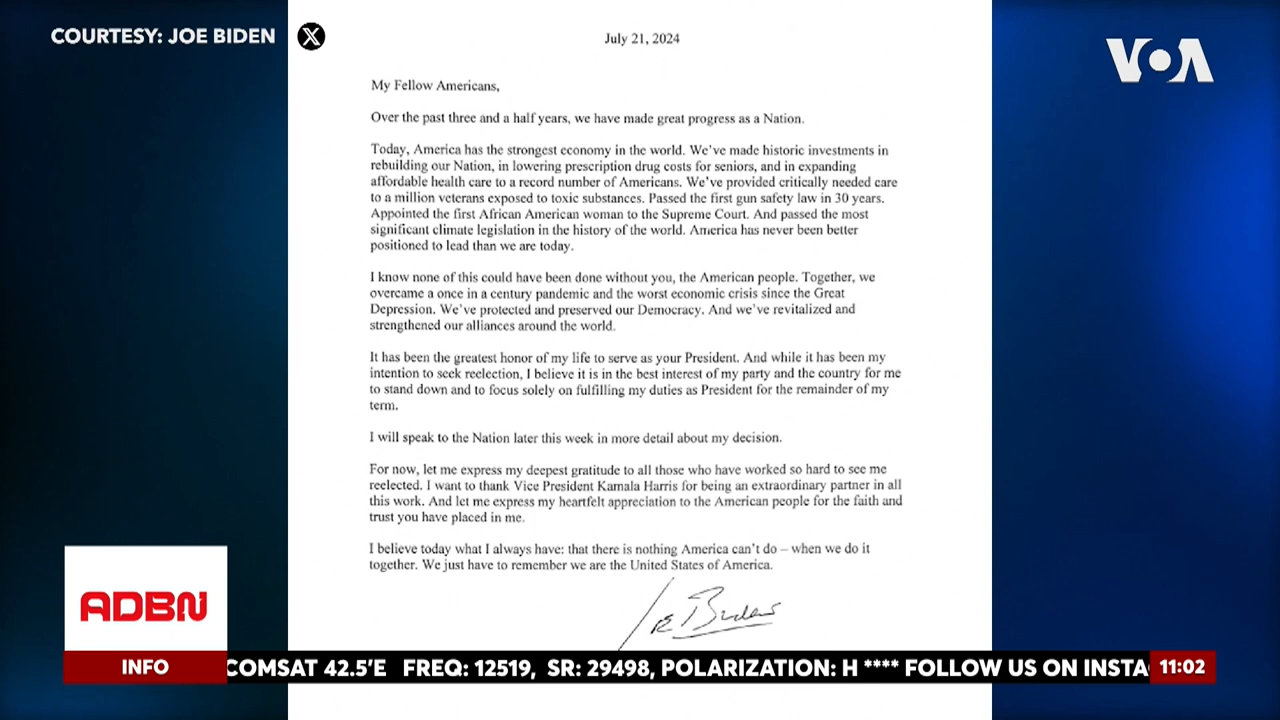 COURTESY: JOE BIDEN
X
VOA
July 21, 2024
My Fellow Americans,
Over the past three and a half years, we have made great progress as a Nation.
Today, America has the strongest economy in the world. We've made historic investments in
rebuilding our Nation, in lowering prescription drug costs for seniors, and in expanding
affordable health care to a record number of Americans. We've provided critically needed care
to a million veterans exposed to toxic substances. Passed the first gun safety law in 30 years.
Appointed the first African American woman to the Supreme Court. And passed the most
significant climate legislation in the history of the world. America has never been better
positioned to lead than we are today.
I know none of this could have been done without you, the American people. Together, we
overcame a once in a century pandemic and the worst economic crisis since the Great
Depression. We've protected and preserved our Democracy. And we've revitalized and
strengthened our alliances around the world.
It has been the greatest honor of my life to serve as your President. And while it has been my
intention to seek reelection, I believe it is in the best interest of my party and the country for me
to stand down and to focus solely on fulfilling my duties as President for the remainder of my
term.
I will speak to the Nation later this week in more detail about my decision.
For now, let me express my deepest gratitude to all those who have worked so hard to see me
reelected. I want to thank Vice President Kamala Harris for being an extraordinary partner in all
this work. And let me express my heartfelt appreciation to the American people for the faith and
trust you have placed in me.
I believe today what I always have: that there is nothing America can't do – when we do it
together. We just have to remember we are the United States of America.
Joe Biden
ADBN
INFO
COMSAT 42.5'E FREQ: 12519, SR: 29498, POLARIZATION: H **** FOLLOW US ON INSTA
11:02